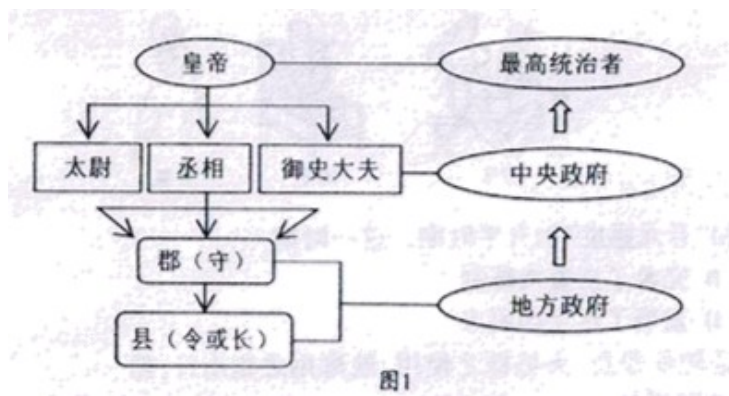 皇帝 最高统治者
太尉 丞相 御史大夫 中央政府
郡（守）
地方政府
县（令或长）
图1